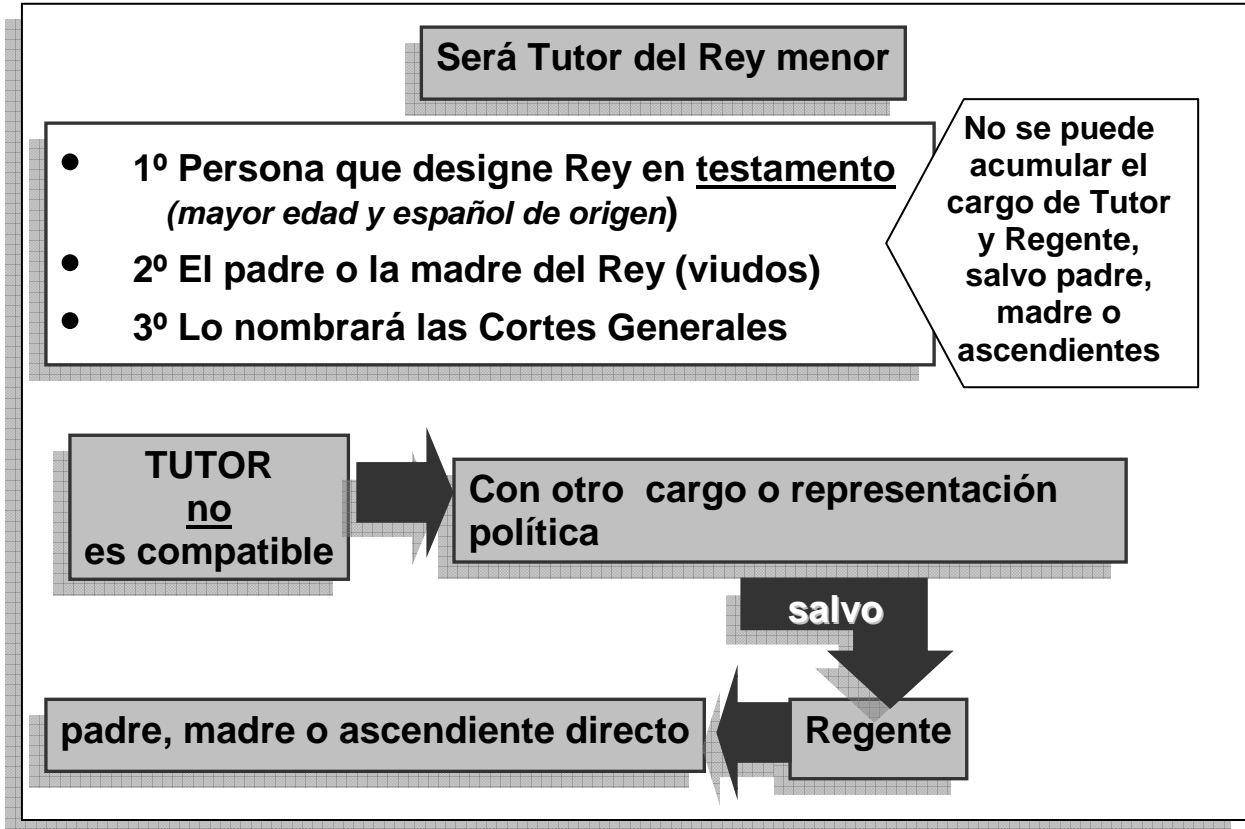 Será Tutor del Rey menor
• 1º Persona que designe Rey en testamento
(mayor edad y español de origen)
• 2º El padre o la madre del Rey (viudos)
• 3º Lo nombrará las Cortes Generales
No se puede
acumular el
cargo de Tutor
y Regente,
salvo padre,
madre o
ascendientes
TUTOR
no
es compatible
Con otro cargo o representación
política
salvo
Regente
padre, madre o ascendiente directo